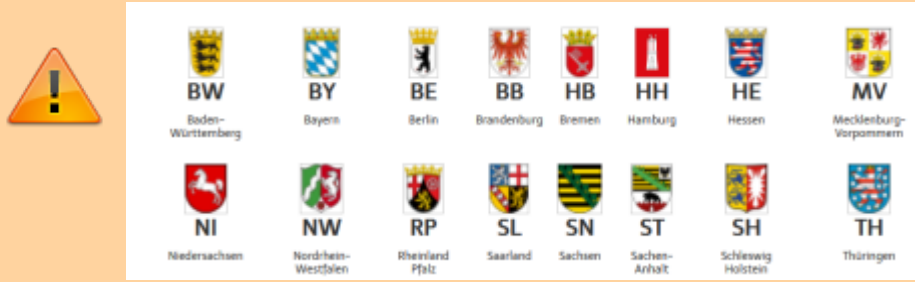 BW BY BE BB HB HH HE MV
Baden- Bayern Berlin Brandenburg Bremen Hamburg Hessen Mecklenburg-
Württemberg Vorpommern
NI NW RP SL SN ST SH TH
Niedersachsen Nordrhein- Rheinland Saarland Sachsen Sachen- Schleswig Thüringen
Westfalen Pfalz Anhalt Holstein